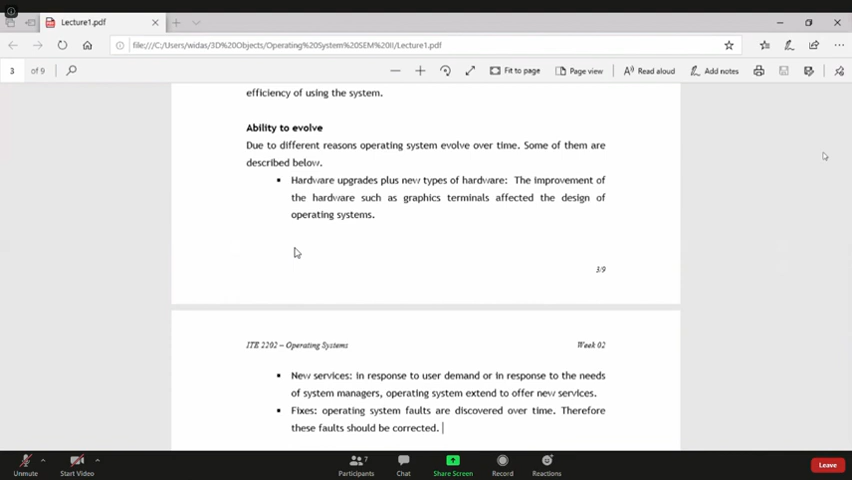 Lecture1.pdf
file:///C:/Users/widas/3D%20Objects/Operating%20System%20SEM%20II/Lecture1.pdf
3 of 9
Fit to page
Page view
Read aloud
Add notes
efficiency of using the system.
Ability to evolve
Due to different reasons operating system evolve over time. Some of them are
described below.
▪ Hardware upgrades plus new types of hardware: The improvement of
the hardware such as graphics terminals affected the design of
operating systems.
3/9
ITE 2202 – Operating Systems Week 02
▪ New services: in response to user demand or in response to the needs
of system managers, operating system extend to offer new services.
▪ Fixes: operating system faults are discovered over time. Therefore
these faults should be corrected.
7
Unmute
Start Video
Participants
Chat
Share Screen
Record
Reactions
Leave